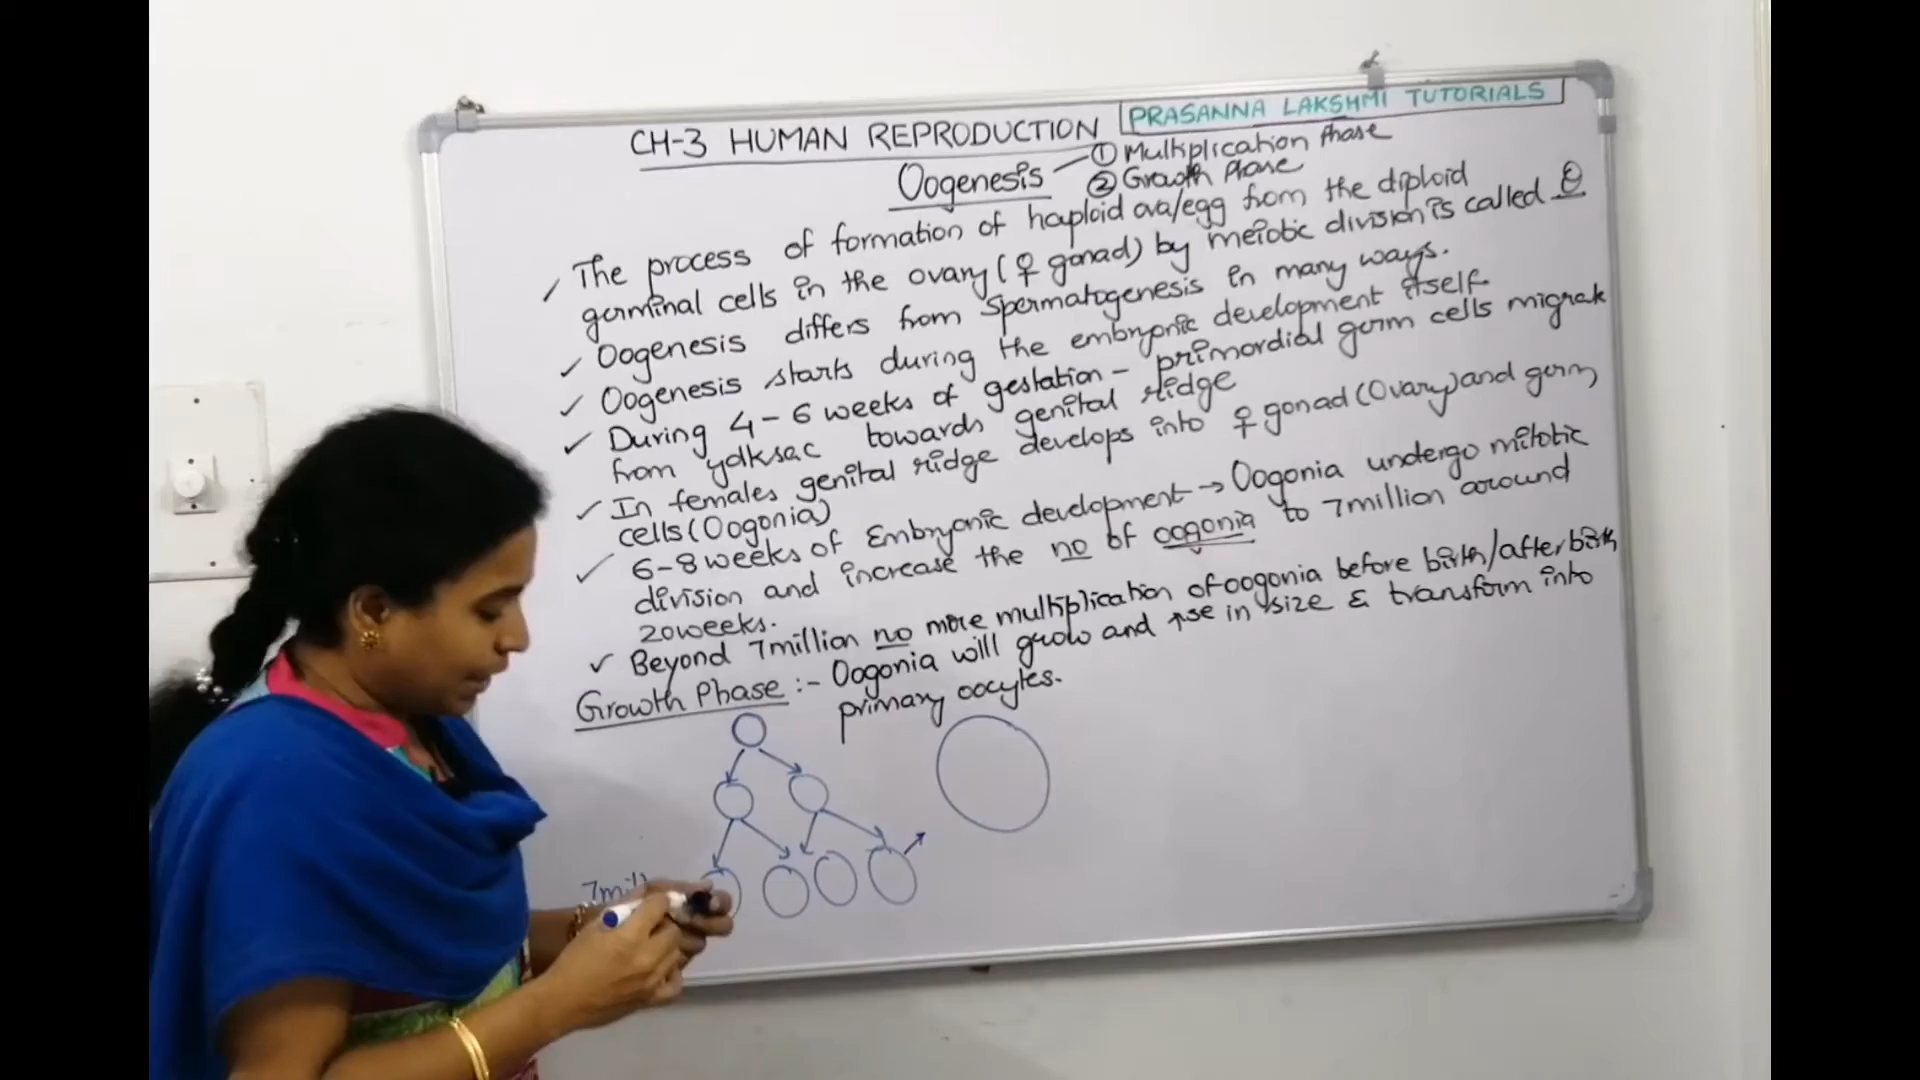 CH-3 HUMAN REPRODUCTION
PRASANNA LAKSHMI TUTORIALS
Oogenesis
① Multiplication Phase
② Growth Phase
✓ The process of formation of haploid ova/egg from the diploid
germinal cells in the ovary (♀ gonad) by meiotic division is called O
✓ Oogenesis differs from Spermatogenesis in many ways.
✓ Oogenesis starts during the embryonic development itself.
✓ During 4-6 weeks of gestation - primordial germ cells migrate
from yolksac towards genital ridge
✓ In females genital ridge develops into ♀ gonad (Ovary) and germ
cells (Oogonia)
✓ 6-8 weeks of Embryonic development → Oogonia undergo mitotic
division and increase the no of oogonia to 7million around
20weeks.
✓ Beyond 7million no more multiplication of oogonia before birth/after birth
Growth Phase :- Oogonia will grow and ↑se in size & transform into
primary oocytes.